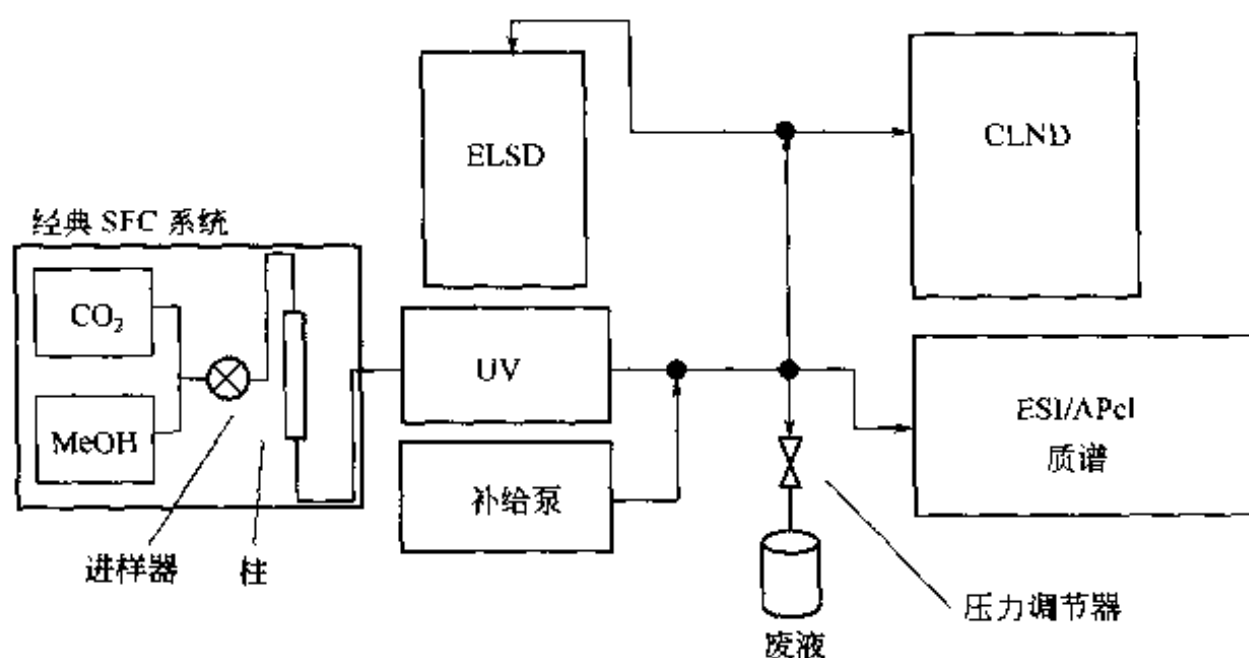 ELSD
CLND
经典 SFC 系统
CO₂
MeOH
UV
补给泵
ESI/APcI
质谱
进样器
柱
压力调节器
废液